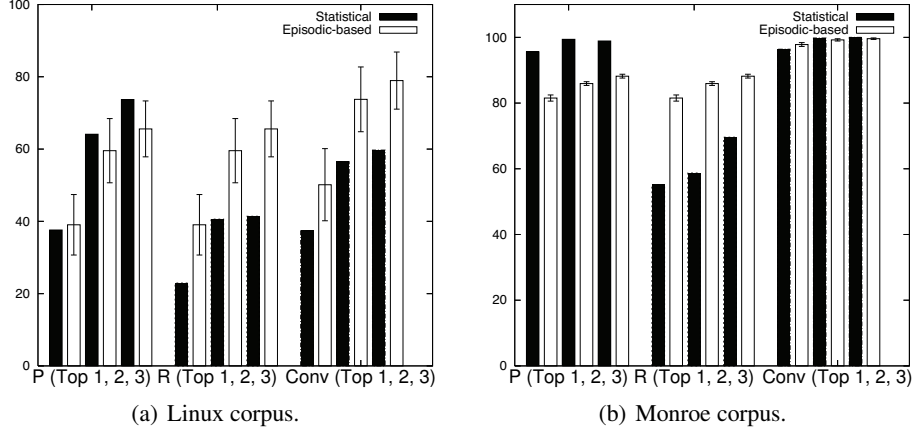 Statistical
Episodic-based
100
80
60
40
20
0
P (Top 1, 2, 3) R (Top 1, 2, 3) Conv (Top 1, 2, 3)
(a) Linux corpus.
Statistical
Episodic-based
100
80
60
40
20
0
P (Top 1, 2, 3) R (Top 1, 2, 3) Conv (Top 1, 2, 3)
(b) Monroe corpus.